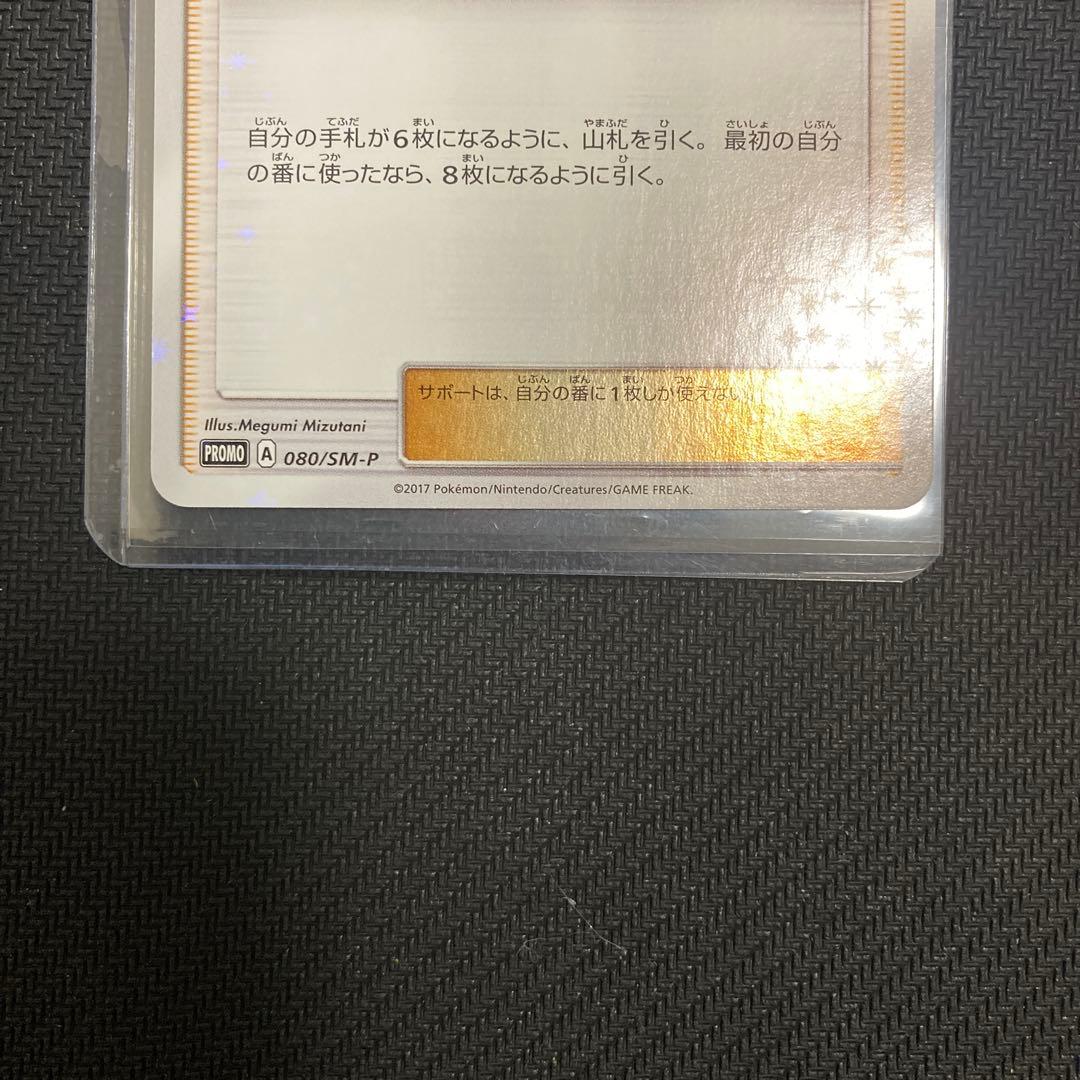 自分の手札が6枚になるように、山札を引く。最初の自分
の番に使ったなら、8枚になるように引く。
サポートは、自分の番に1枚しか使えない。
Illus.Megumi Mizutani
PROMO A 080/SM-P
©2017 Pokémon/Nintendo/Creatures/GAME FREAK.